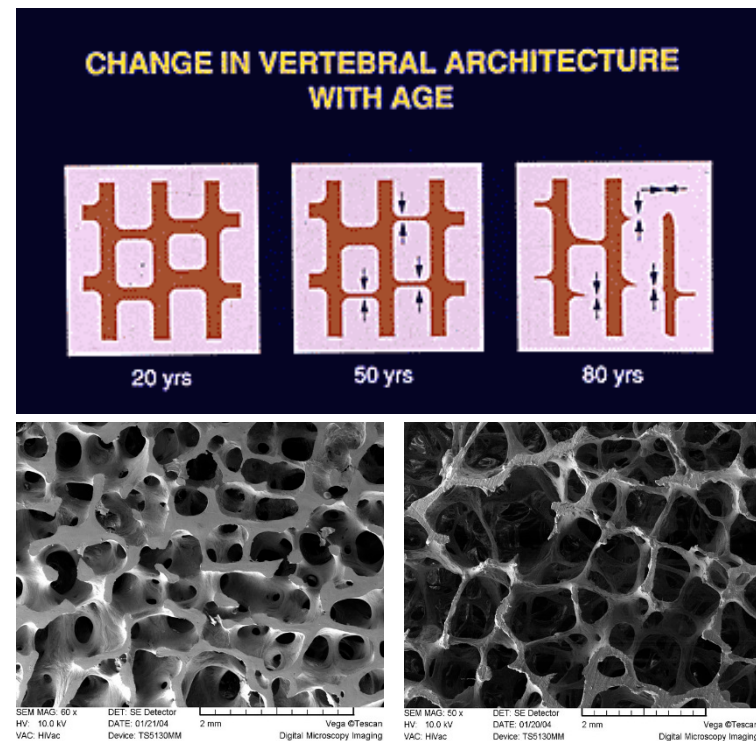 CHANGE IN VERTEBRAL ARCHITECTURE
WITH AGE
20 yrs
50 yrs
80 yrs
SEM MAG: 60 x
DET: SE Detector
HV: 10.0 kV
DATE: 01/21/04
2 mm
Vega ©Tescan
VAC: HiVac
Device: TS5130MM
Digital Microscopy Imaging
SEM MAG: 50 x
DET: SE Detector
HV: 10.0 kV
DATE: 01/20/04
2 mm
Vega ©Tescan
VAC: HiVac
Device: TS5130MM
Digital Microscopy Imaging